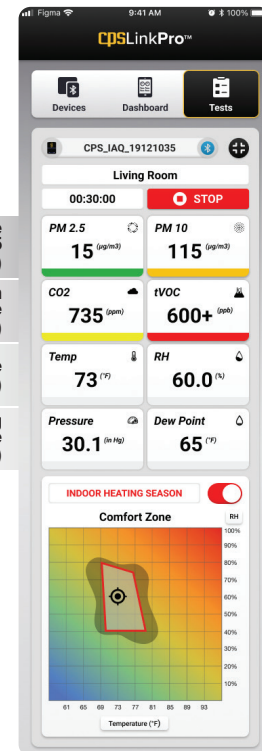 Figma 9:41 AM 100%
CPSLinkPro™
Devices Dashboard Tests
CPS_IAQ_19121035
Living Room
00:30:00 STOP
PM 2.5 PM 10
15 (μg/m3) 115 (μg/m3)
CO2 tVOC
735 (ppm) 600+ (ppb)
Temp RH
73 (°F) 60.0 (%)
Pressure Dew Point
30.1 (in Hg) 65 (°F)
INDOOR HEATING SEASON
Comfort Zone RH
100%
90%
80%
70%
60%
50%
40%
30%
20%
10%
61 65 69 73 77 81 85 89 93
Temperature (°F)